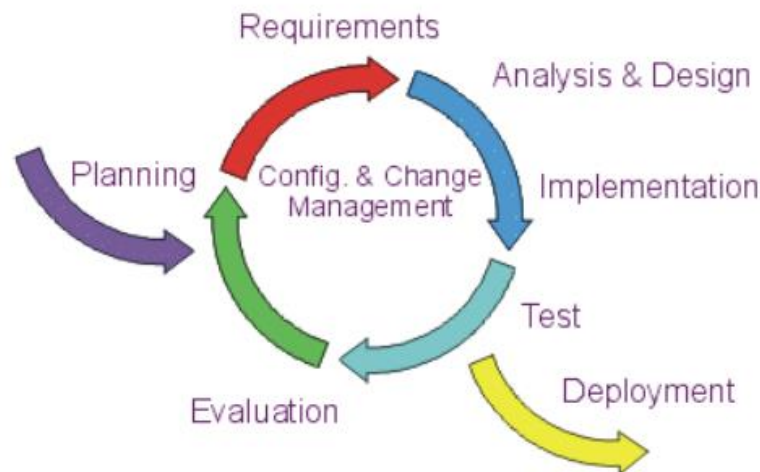 Requirements
Analysis & Design
Planning
Config. & Change
Management
Implementation
Test
Deployment
Evaluation